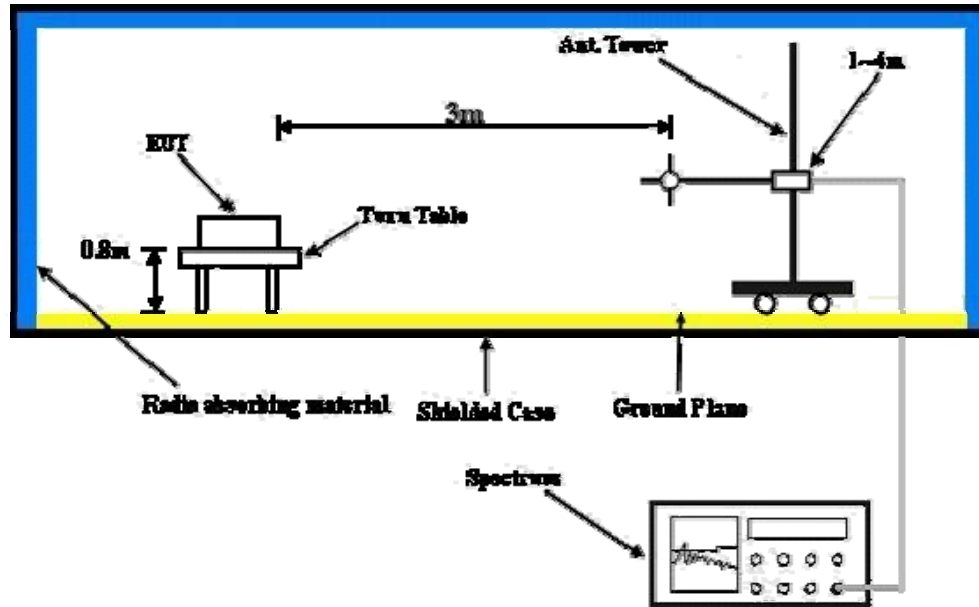 Ant. Tower
1~4m
3m
EUT
Turn Table
0.8m
Radio absorbing material
Shielded Case
Ground Plane
Spectrum